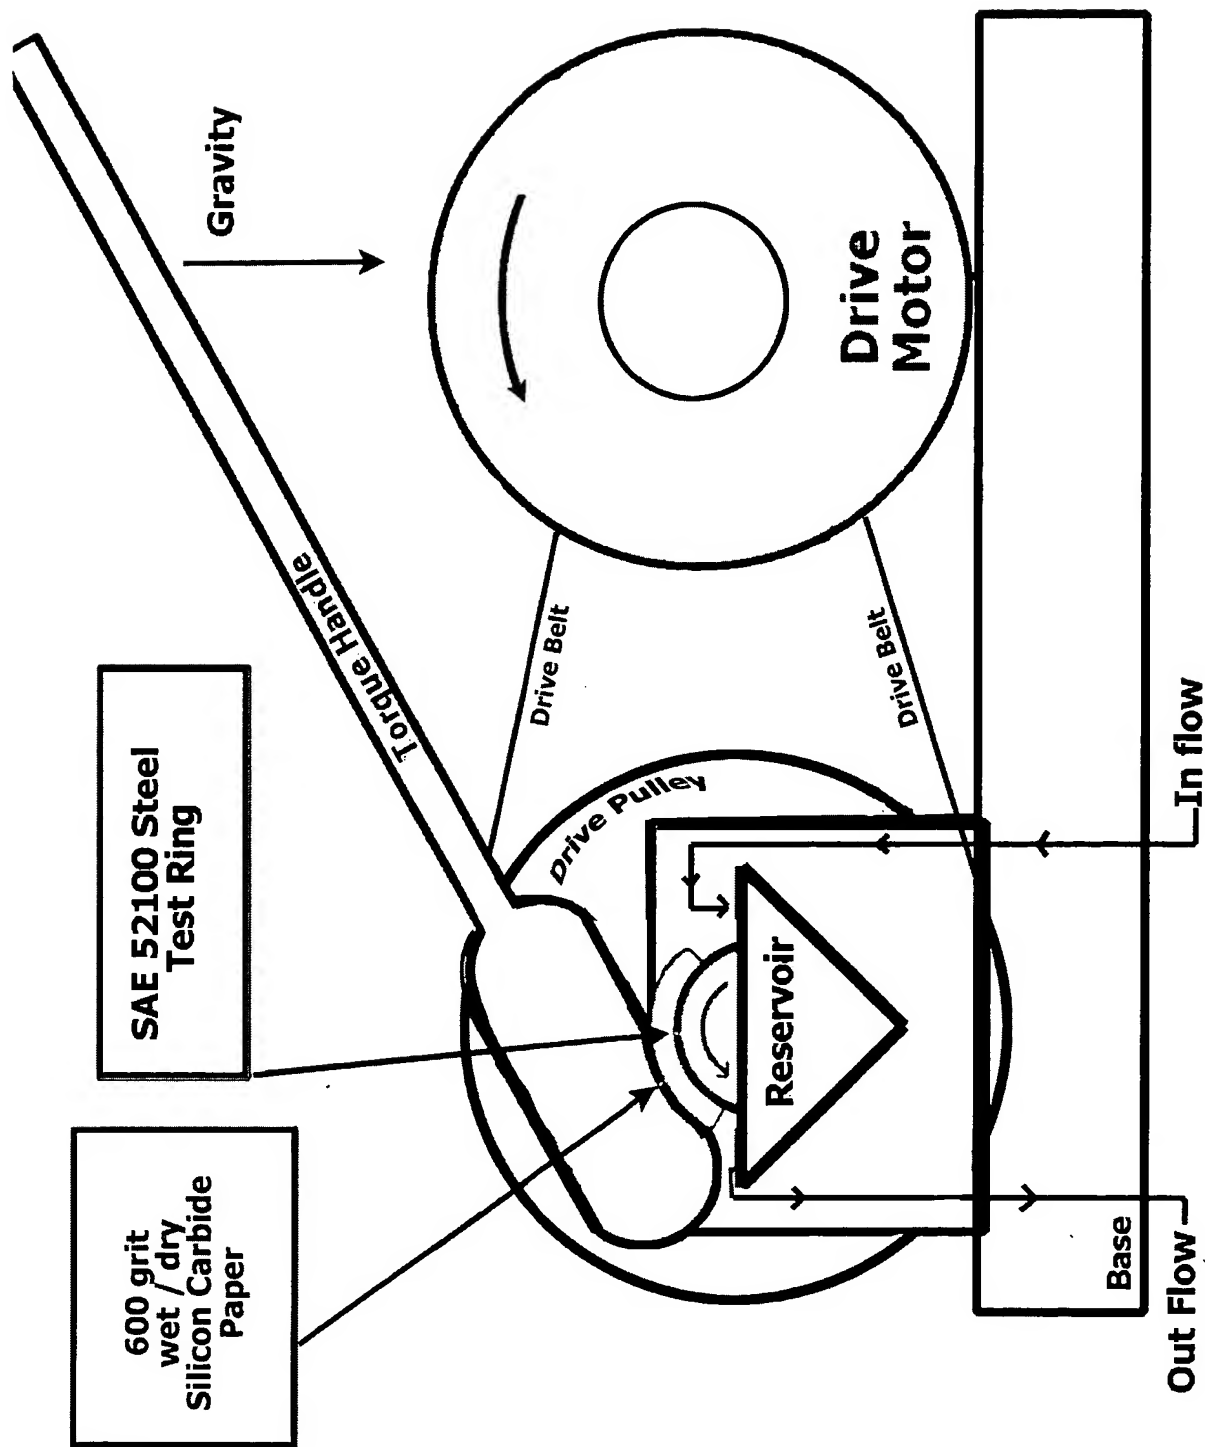 600 grit
wet / dry
Silicon Carbide
Paper
SAE 52100 Steel
Test Ring
Gravity
Torque Handle
Drive Belt
Drive Pulley
Drive Belt
Drive
Motor
Reservoir
Base
Out Flow
In flow